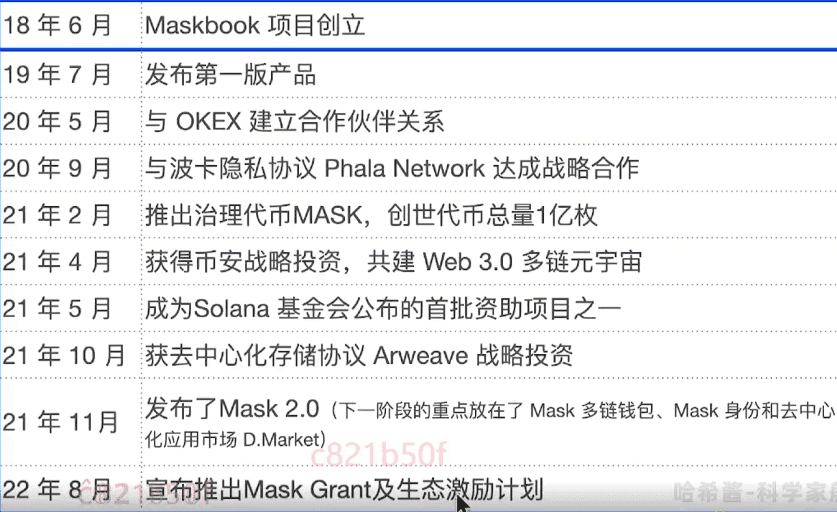 18 年 6 月 Maskbook 项目创立
19 年 7 月 发布第一版产品
20 年 5 月 与 OKEX 建立合作伙伴关系
20 年 9 月 与波卡隐私协议 Phala Network 达成战略合作
21 年 2 月 推出治理代币MASK，创世代币总量1亿枚
21 年 4 月 获得币安战略投资，共建 Web 3.0 多链元宇宙
21 年 5 月 成为Solana 基金会公布的首批资助项目之一
21 年 10 月 获去中心化存储协议 Arweave 战略投资
21 年 11月 发布了Mask 2.0（下一阶段的重点放在了 Mask 多链钱包、Mask 身份和去中心
化应用市场 D.Market）
c821b50f
22 年 8 月 宣布推出Mask Grant及生态激励计划
哈希酱-科学家